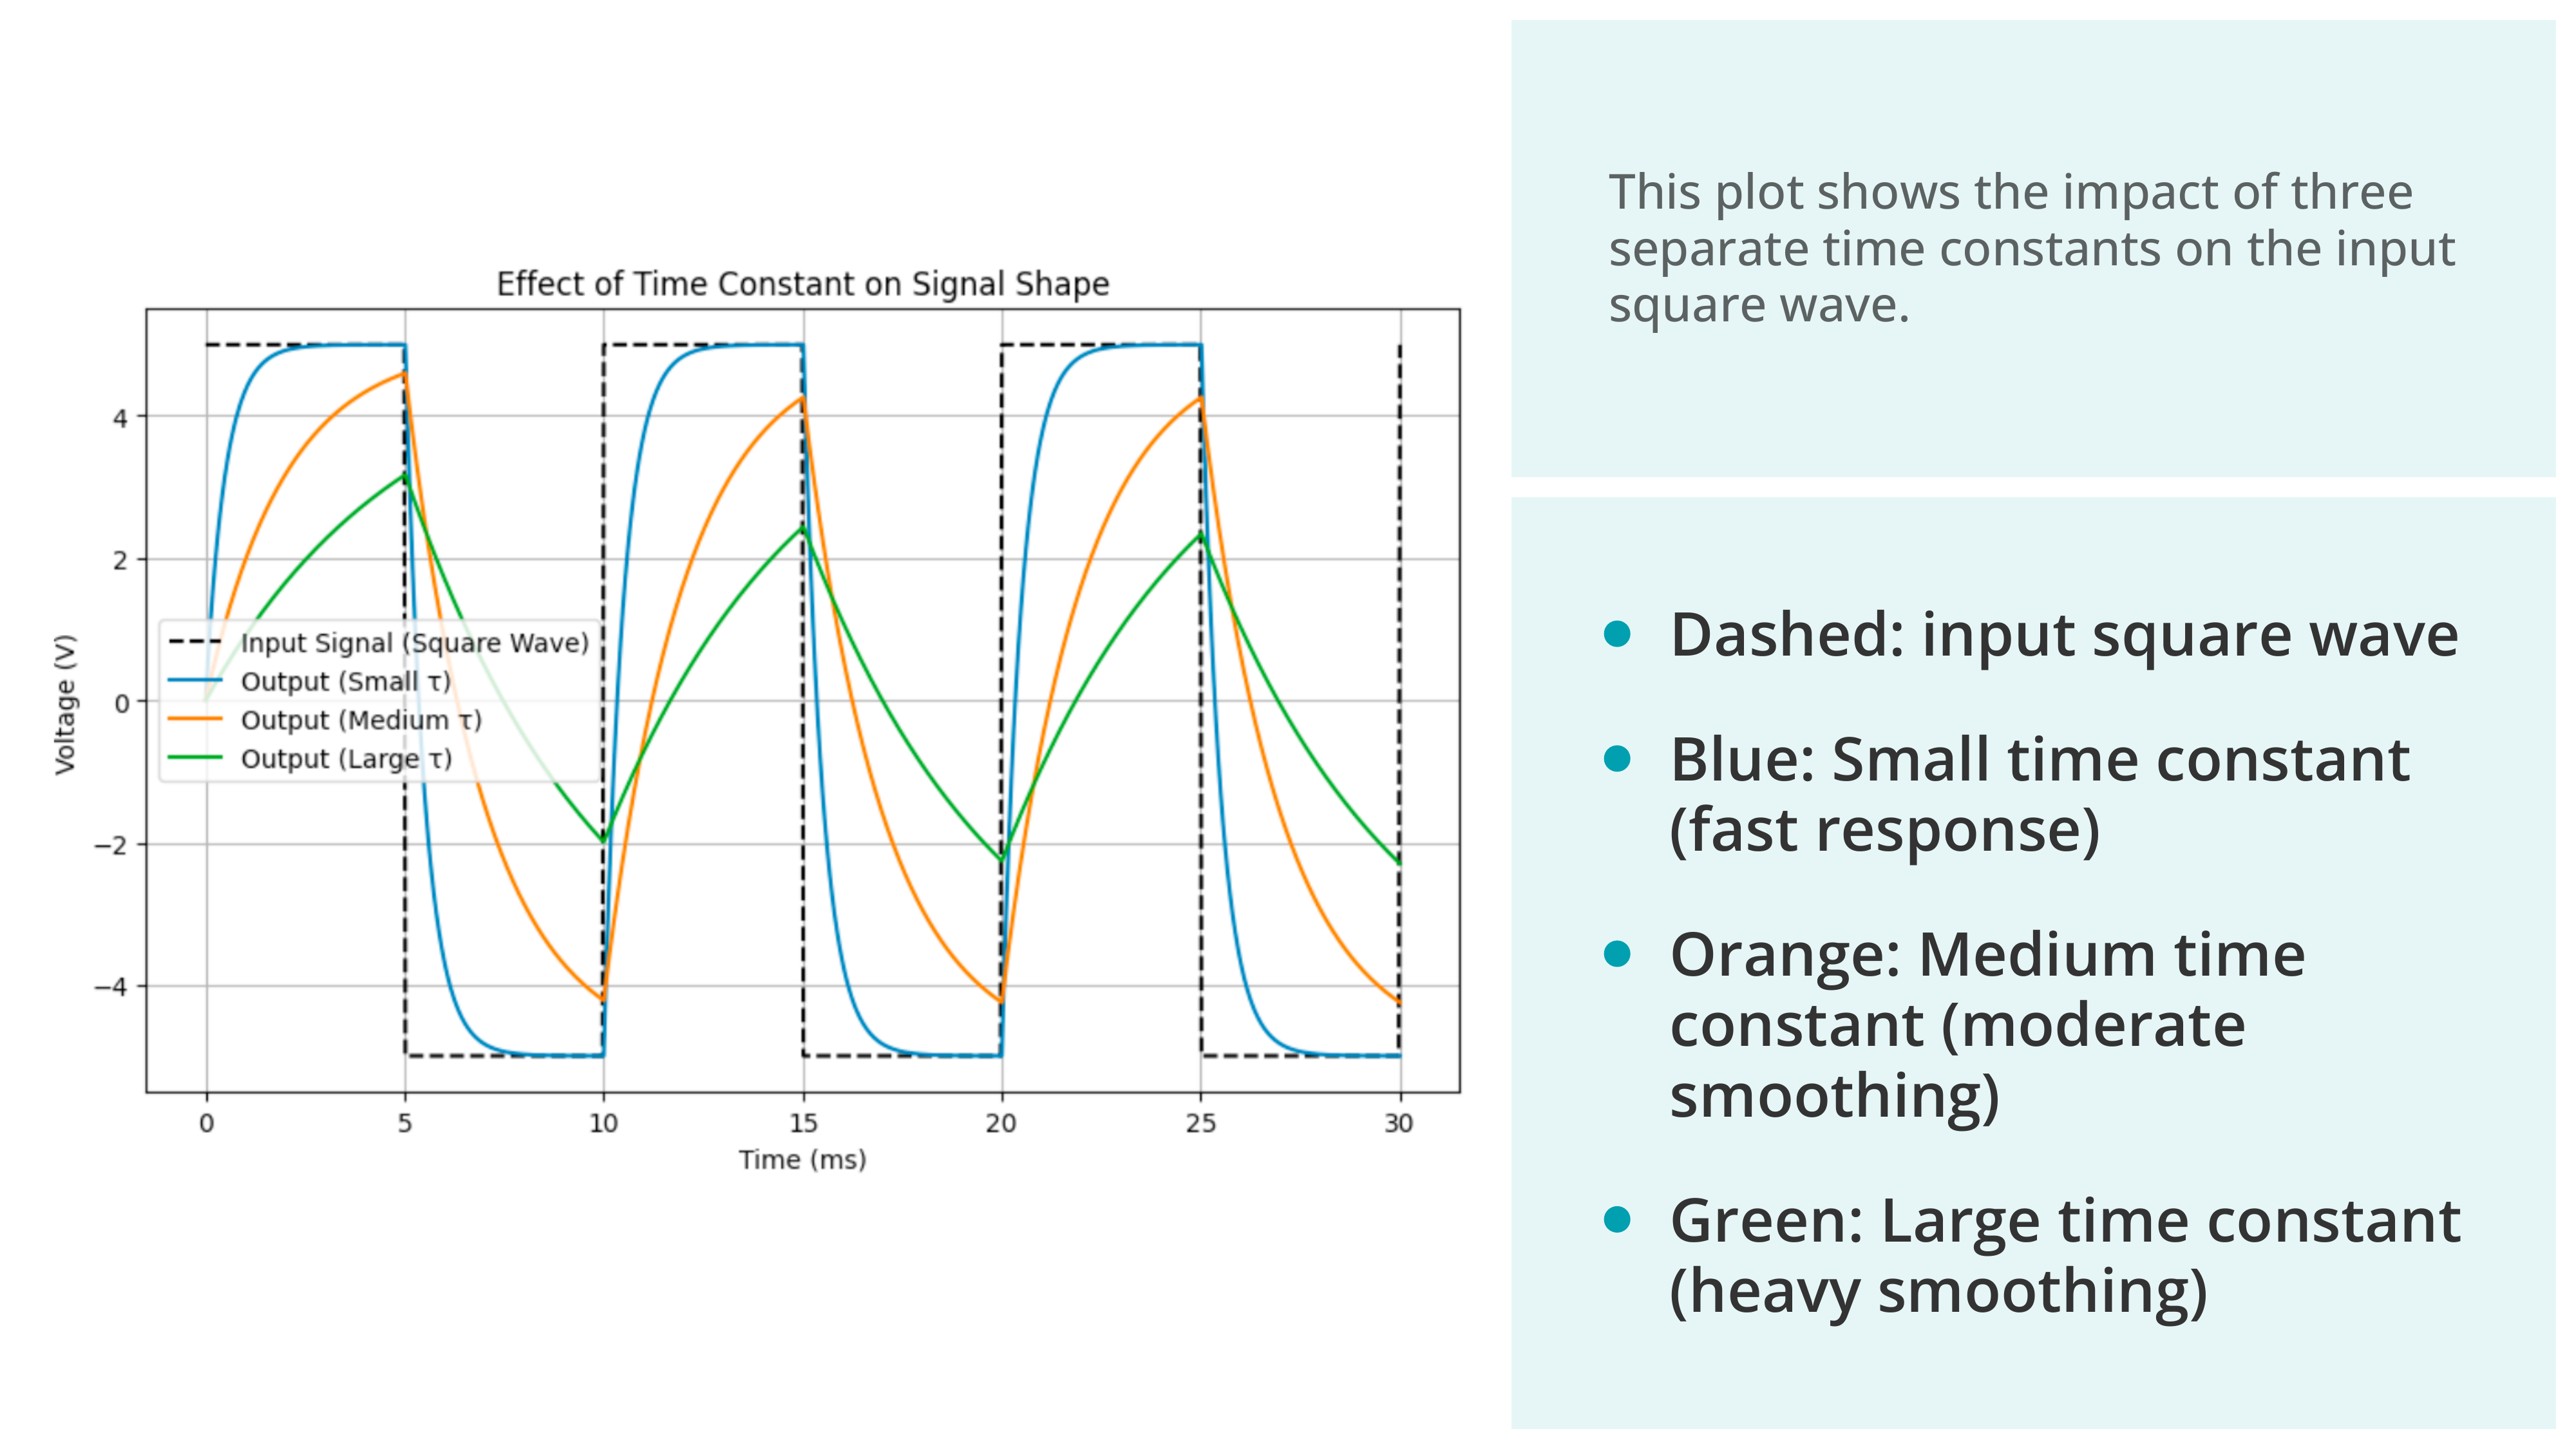 Effect of Time Constant on Signal Shape
Voltage (V)
4
2
0
−2
−4
Input Signal (Square Wave)
Output (Small τ)
Output (Medium τ)
Output (Large τ)
0 5 10 15 20 25 30
Time (ms)
This plot shows the impact of three
separate time constants on the input
square wave.
Dashed: input square wave
Blue: Small time constant
(fast response)
Orange: Medium time
constant (moderate
smoothing)
Green: Large time constant
(heavy smoothing)